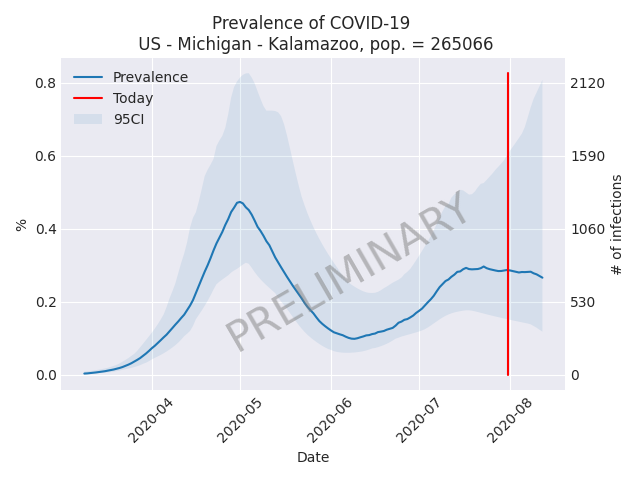 Prevalence of COVID-19
US - Michigan - Kalamazoo, pop. = 265066
Prevalence
Today
95CI
0.8
0.6
0.4
0.2
0.0
%
2120
1590
1060
530
0
# of infections
PRELIMINARY
2020-04
2020-05
2020-06
2020-07
2020-08
Date